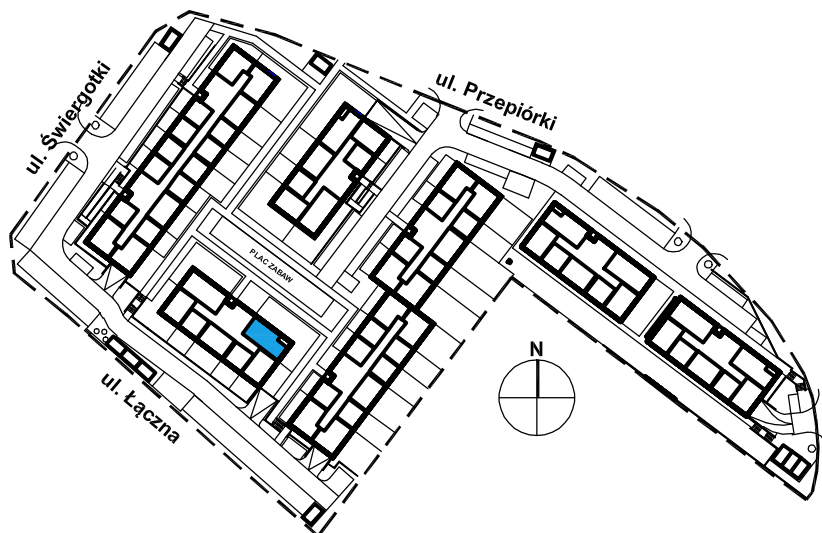 ul. Przepiórki
ul. Świergotki
PLAC ZABAW
N
ul. Łączna